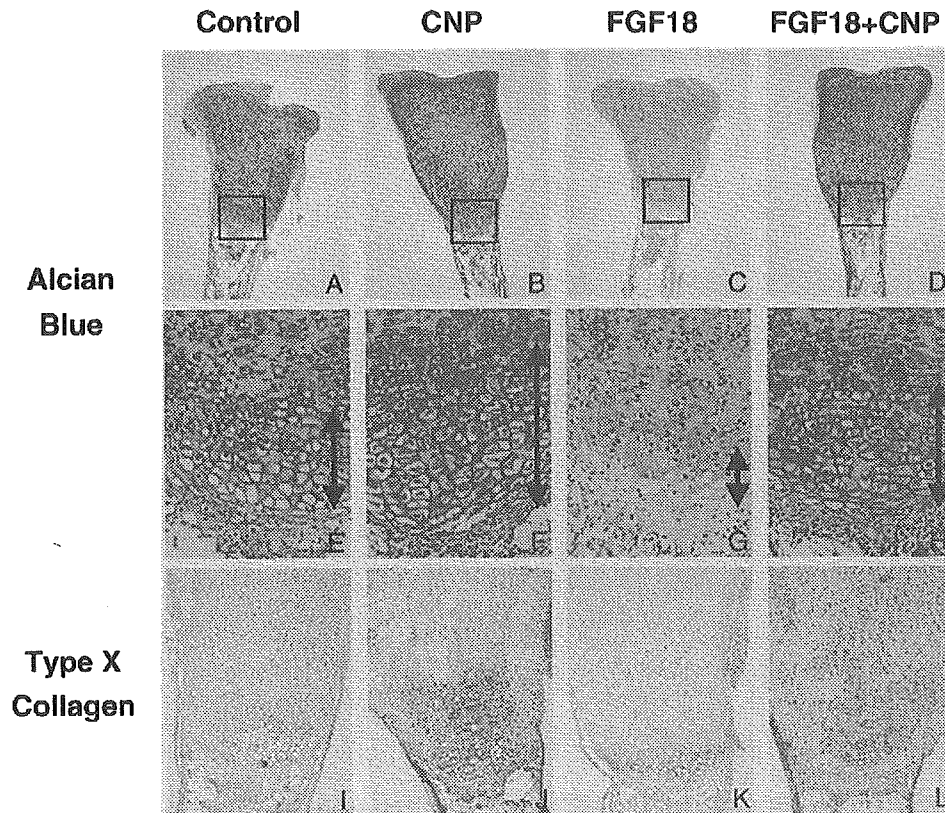 Control CNP FGF18 FGF18+CNP
A B C D
Alcian
Blue
E F G
Type X
Collagen
I J K L